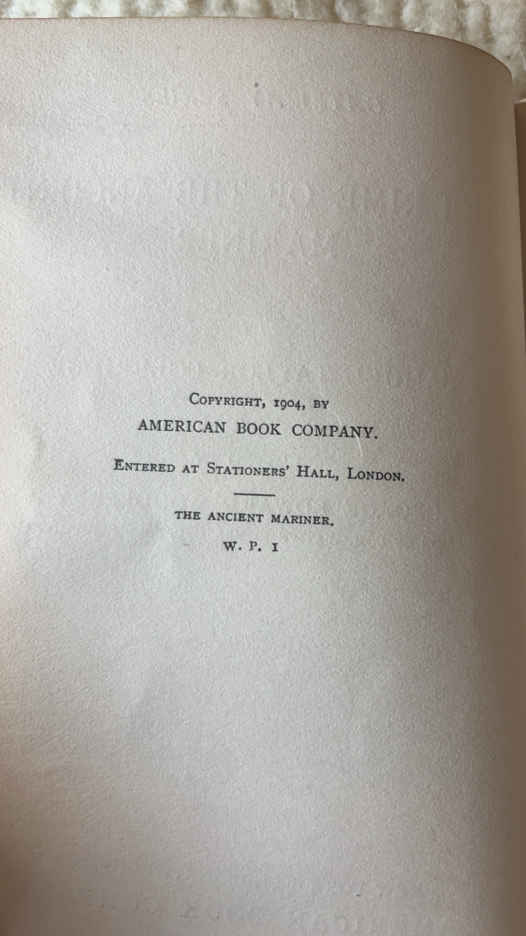 Copyright, 1904, by
AMERICAN BOOK COMPANY.
Entered at Stationers' Hall, London.
THE ANCIENT MARINER.
W. P. I